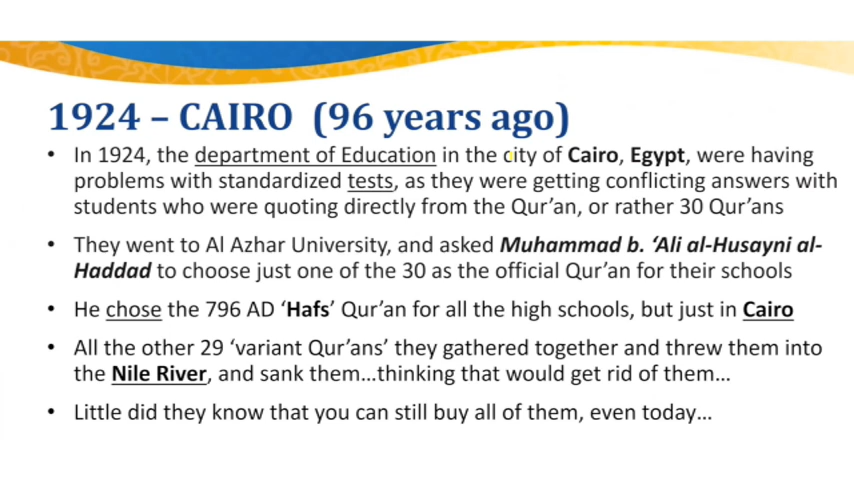 1924 – CAIRO  (96 years ago)
• In 1924, the department of Education in the city of Cairo, Egypt, were having
problems with standardized tests, as they were getting conflicting answers with
students who were quoting directly from the Qur’an, or rather 30 Qur’ans
• They went to Al Azhar University, and asked Muhammad b. ‘Ali al-Husayni al-
Haddad to choose just one of the 30 as the official Qur’an for their schools
• He chose the 796 AD ‘Hafs’ Qur’an for all the high schools, but just in Cairo
• All the other 29 ‘variant Qur’ans’ they gathered together and threw them into
the Nile River, and sank them…thinking that would get rid of them…
• Little did they know that you can still buy all of them, even today…